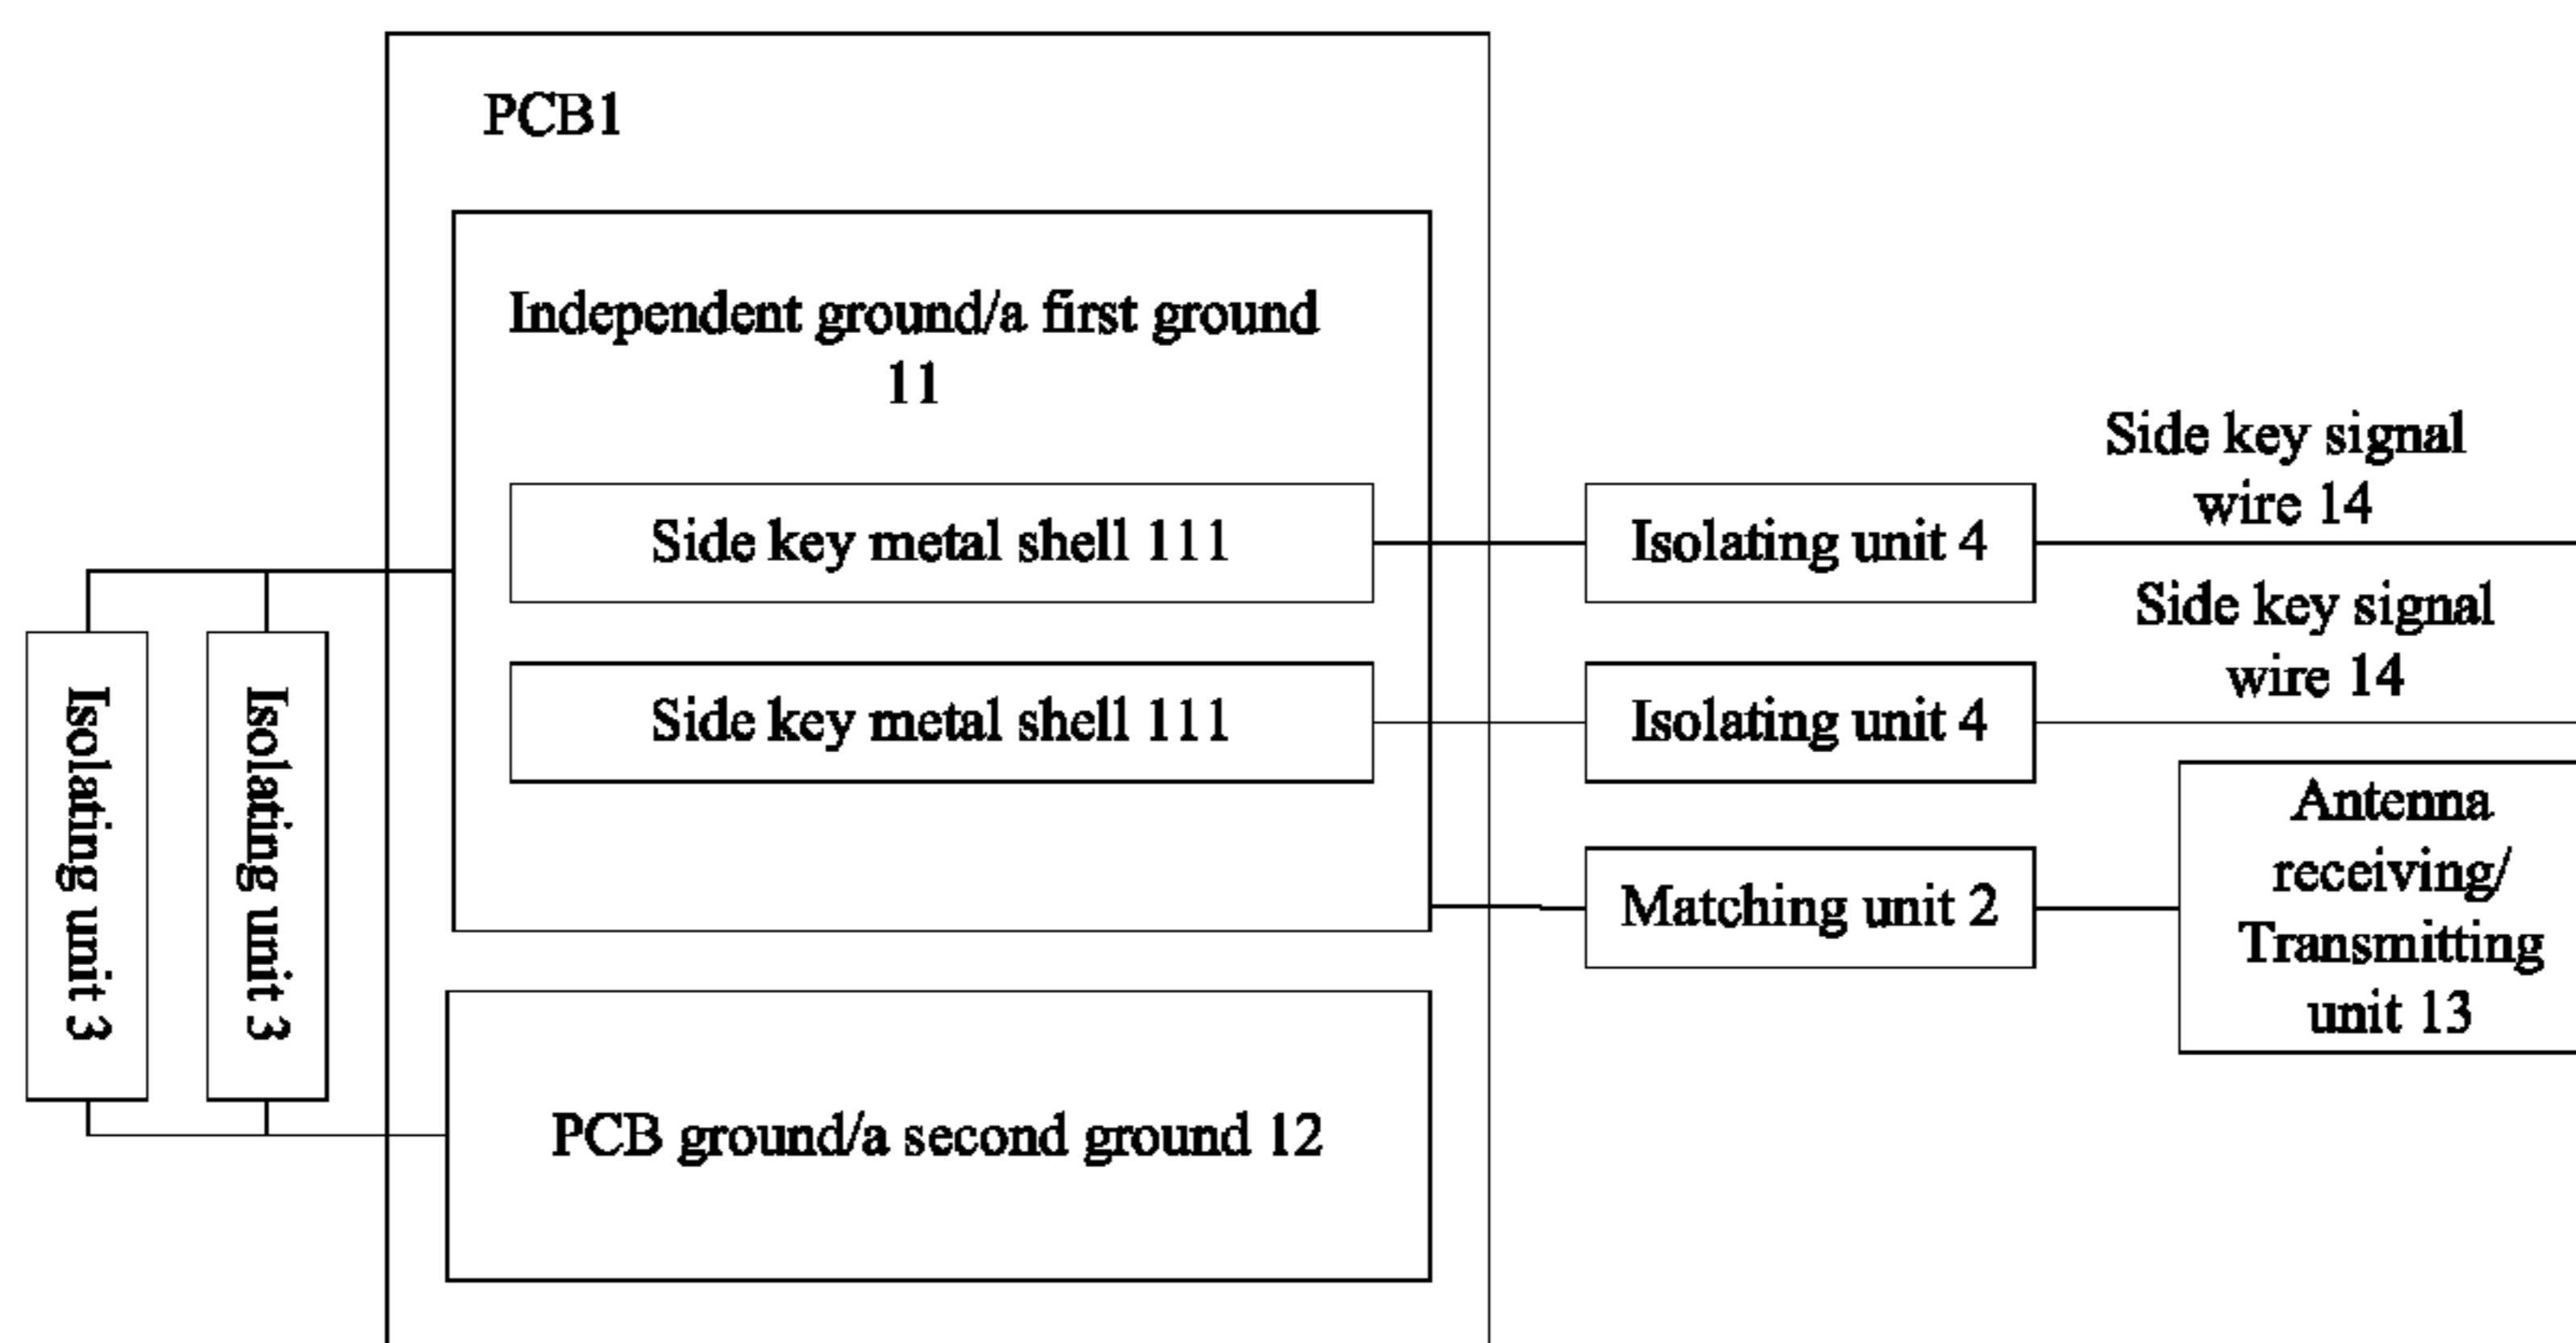 PCB1
Independent ground/a first ground
11
Side key metal shell 111
Side key metal shell 111
Isolating unit 3
Isolating unit 3
PCB ground/a second ground 12
Isolating unit 4
Side key signal
wire 14
Isolating unit 4
Side key signal
wire 14
Matching unit 2
Antenna
receiving/
Transmitting
unit 13